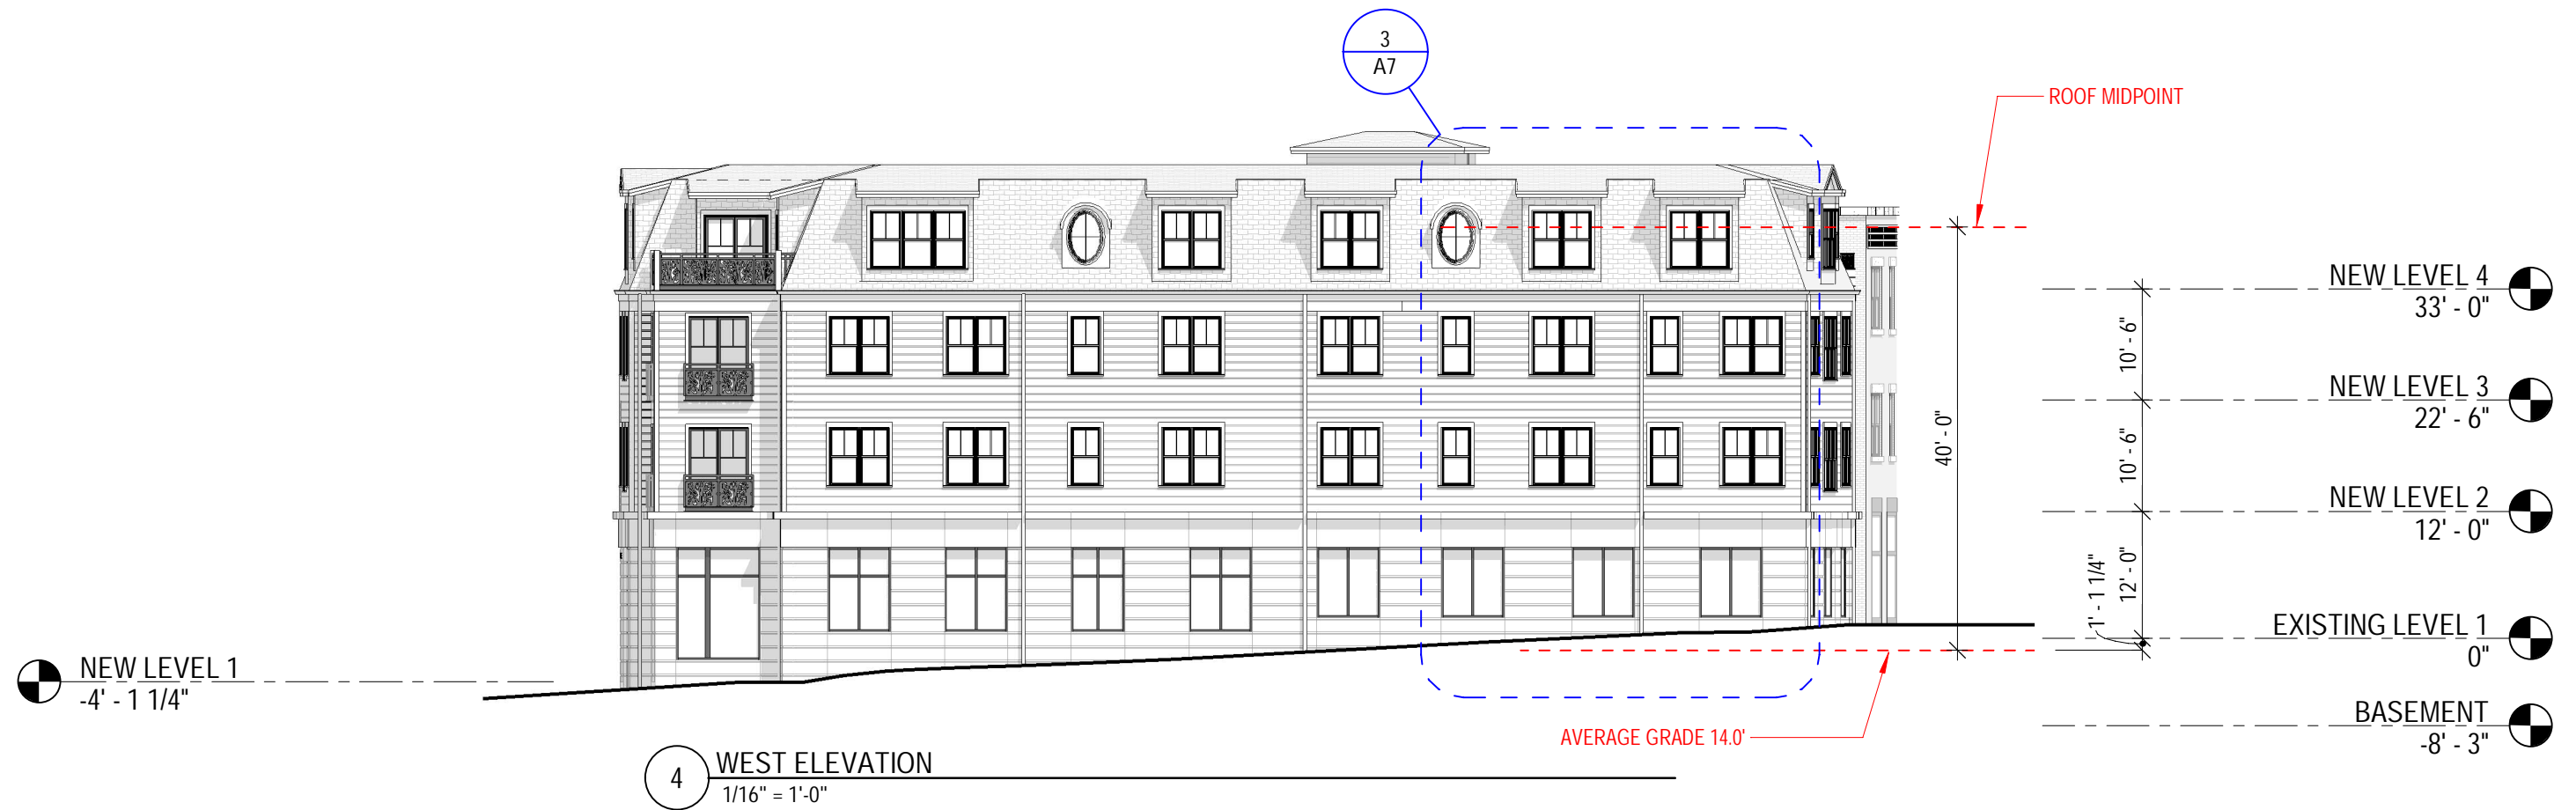 3
A7
ROOF MIDPOINT
NEW LEVEL 4
33' - 0"
10' - 6"
NEW LEVEL 3
22' - 6"
40' - 0"
10' - 6"
NEW LEVEL 2
12' - 0"
1' - 1 1/4"
12' - 0"
EXISTING LEVEL 1
0"
NEW LEVEL 1
-4' - 1 1/4"
BASEMENT
-8' - 3"
AVERAGE GRADE 14.0'
4
WEST ELEVATION
1/16" = 1'-0"